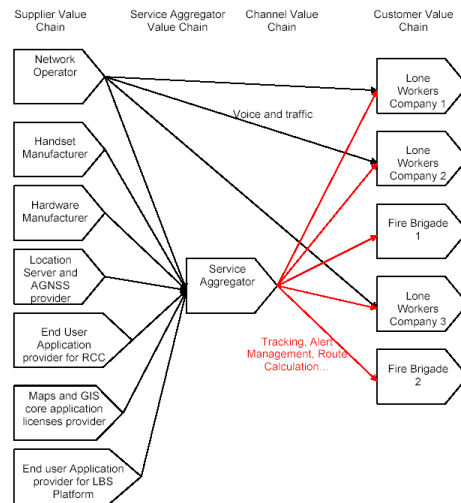 Supplier Value
Chain
Service Aggregator
Value Chain
Channel Value
Chain
Customer Value
Chain
Network
Operator
Handset
Manufacturer
Hardware
Manufacturer
Location
Server and
AGNSS
provider
End User
Application
provider for RCC
Maps and GIS
core application
licenses provider
End user Application
provider for LBS
Platform
Service
Aggregator
Voice and traffic
Tracking, Alert
Management, Route
Calculation...
Lone
Workers
Company 1
Lone
Workers
Company 2
Fire Brigade
1
Lone
Workers
Company 3
Fire Brigade
2